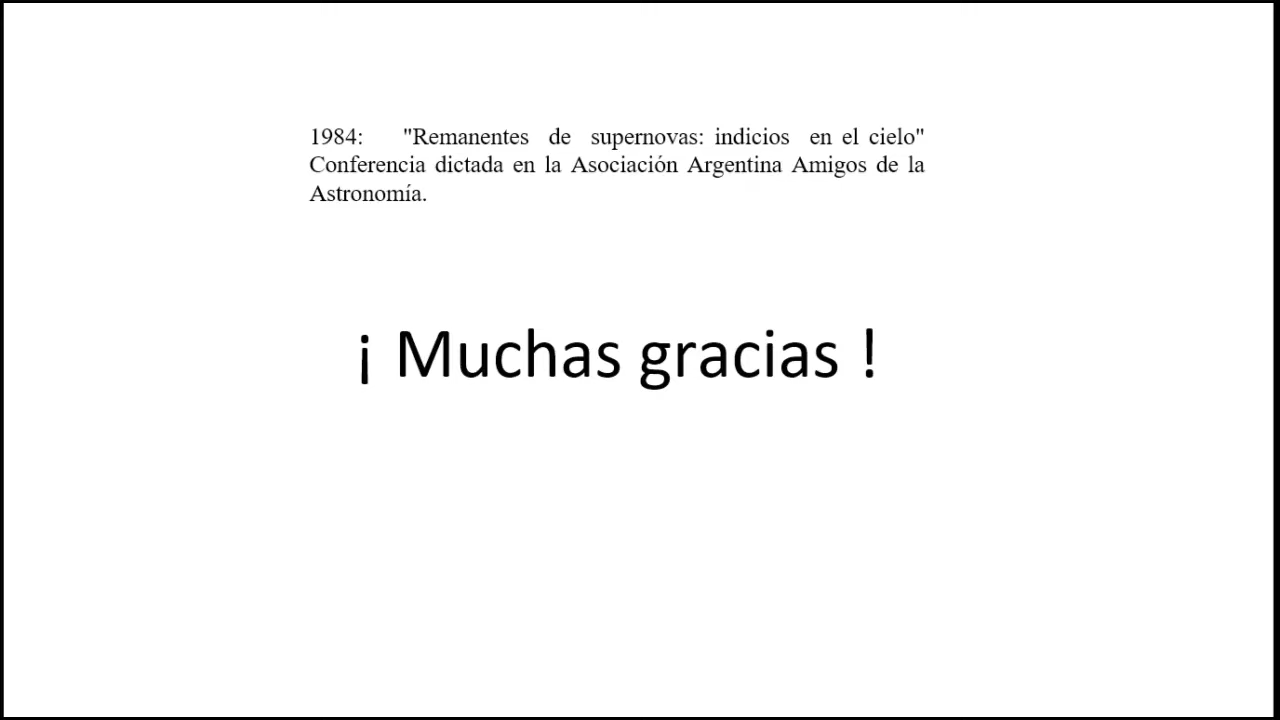 1984: "Remanentes de supernovas: indicios en el cielo"
Conferencia dictada en la Asociación Argentina Amigos de la
Astronomía.
¡ Muchas gracias !